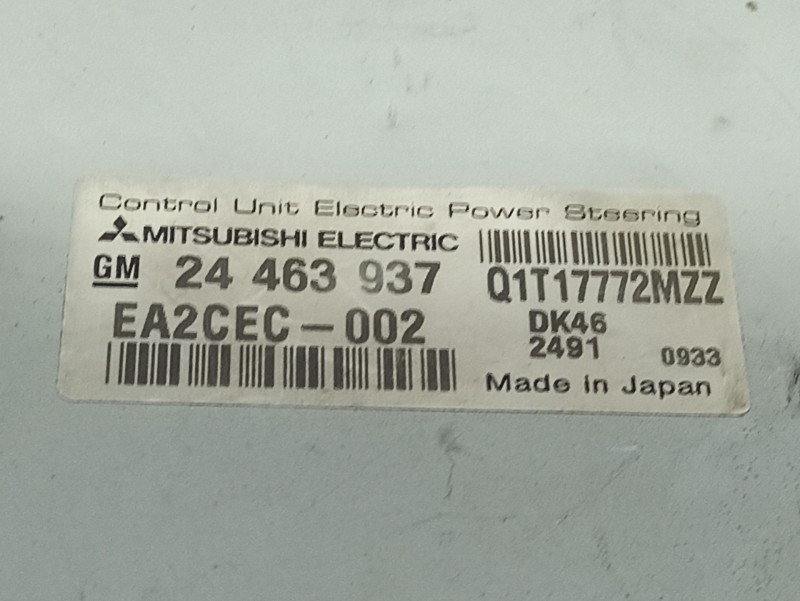 Control Unit Electric Power Steering
MITSUBISHI ELECTRIC
GM 24 463 937
Q1T17772MZZ
EA2CEC-002
DK46
2491 0933
Made in Japan